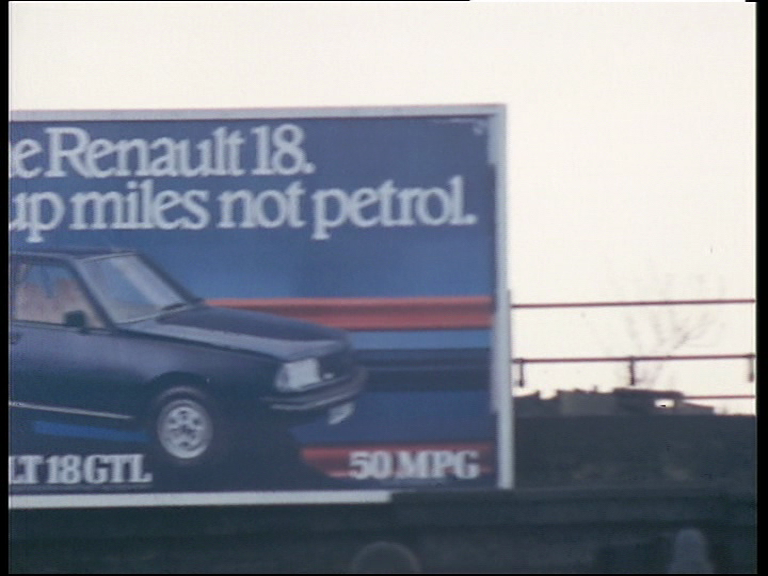 e Renault 18.
up miles not petrol.
LT 18 GTL
50 MPG